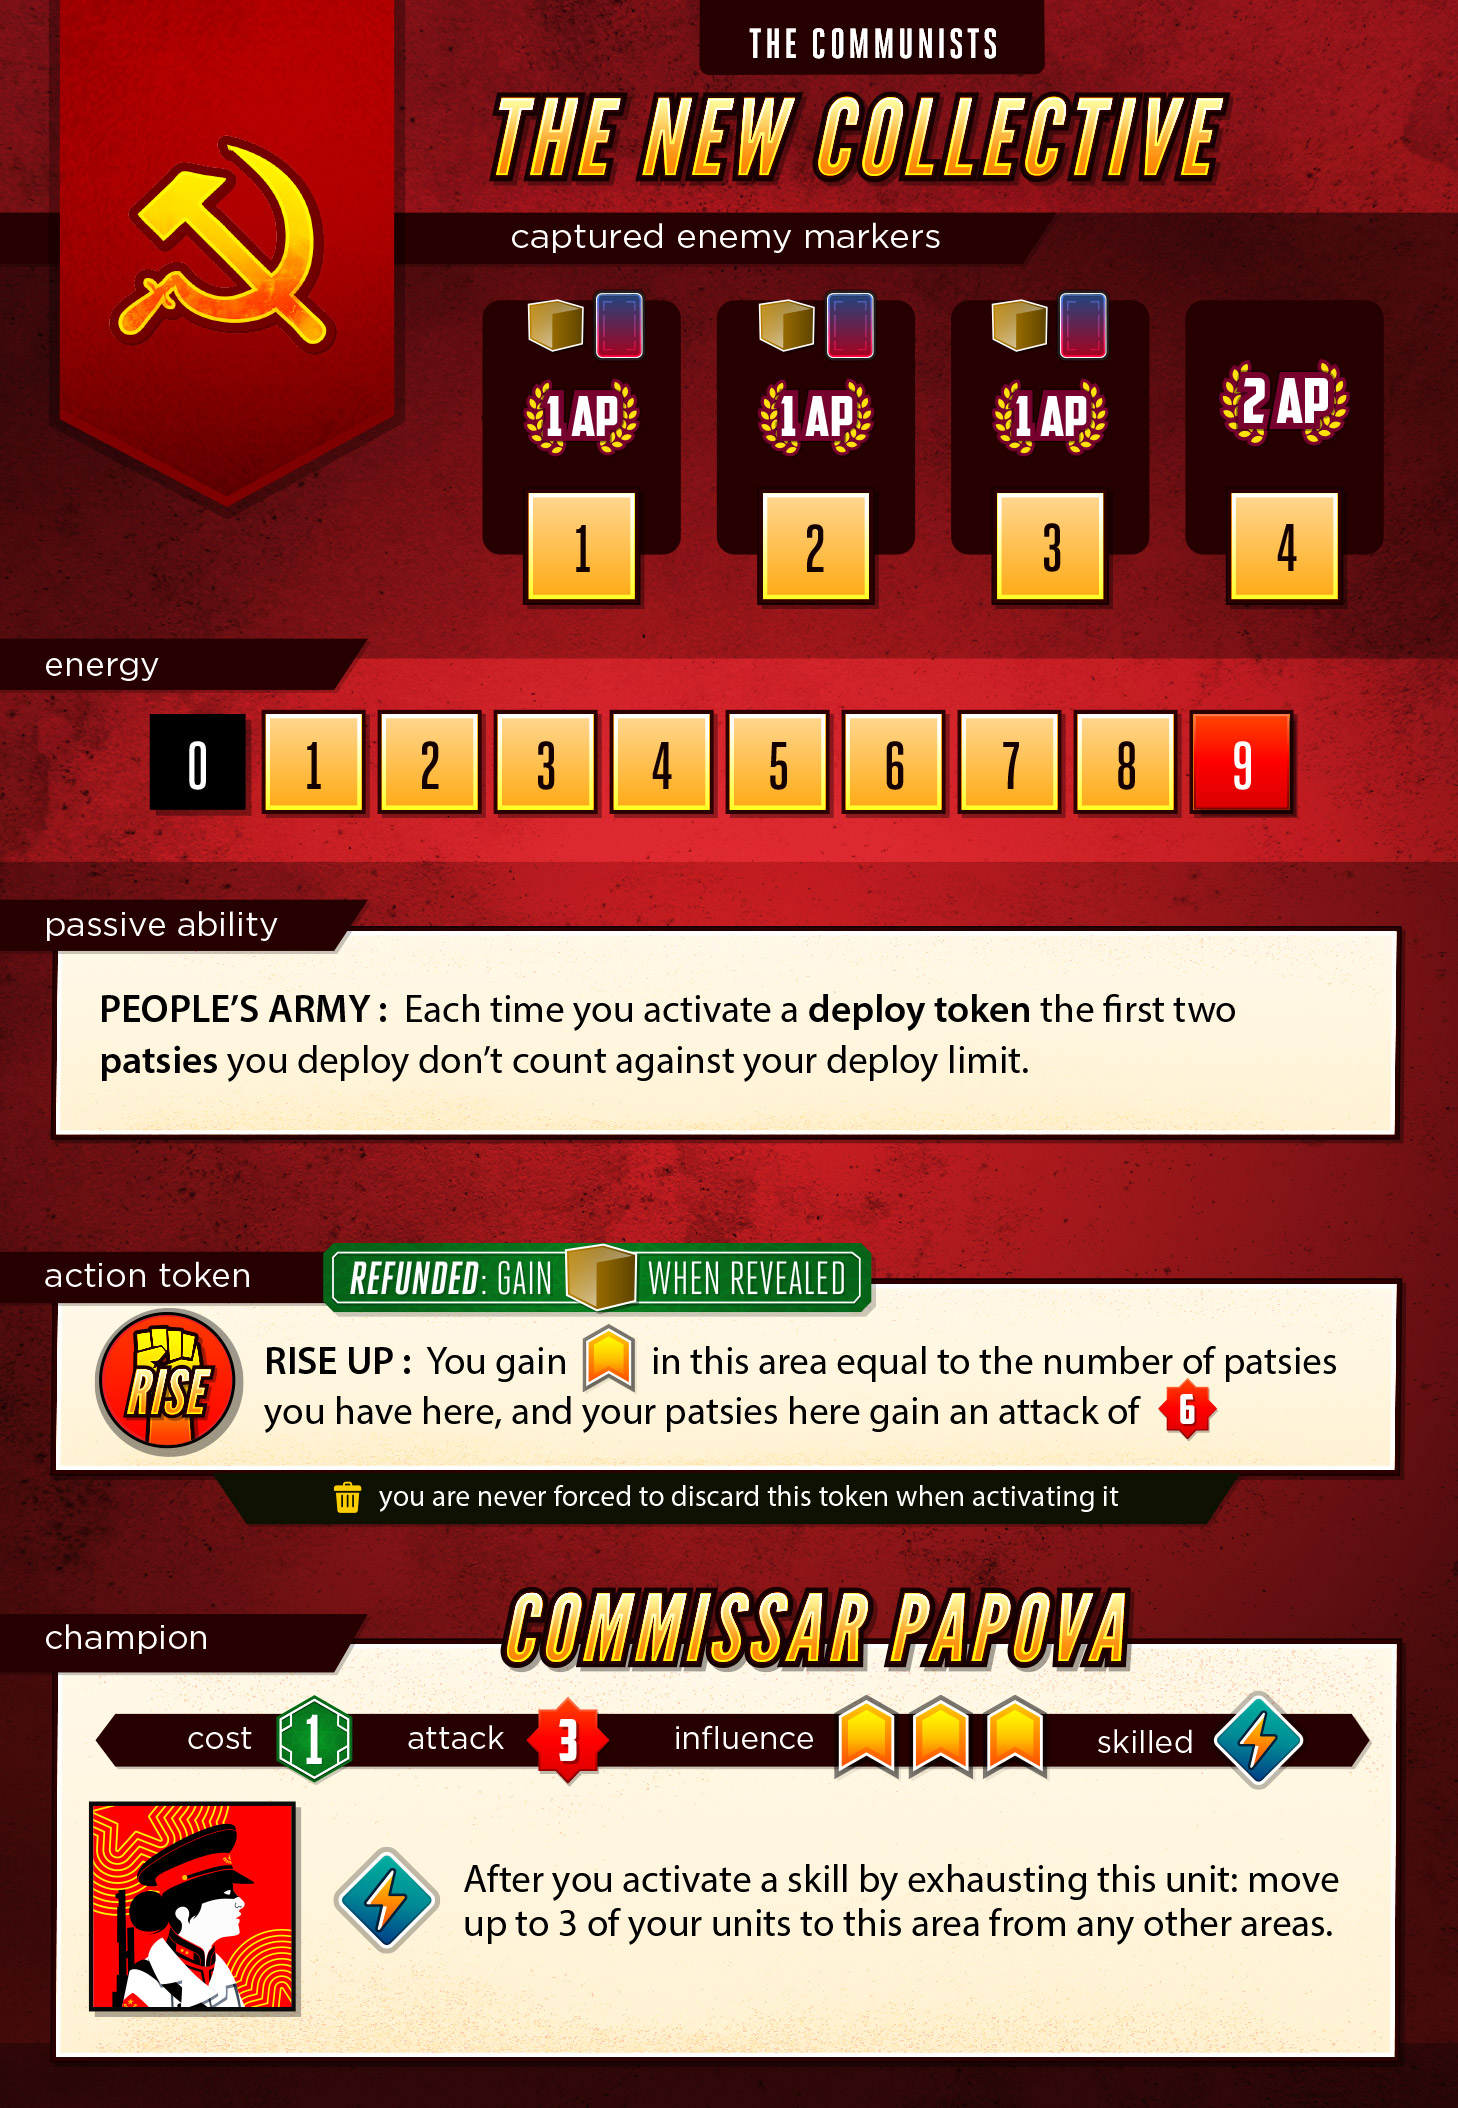 THE COMMUNISTS
THE NEW COLLECTIVE
captured enemy markers
1 AP 1 AP 1 AP 2 AP
1 2 3 4
energy
0 1 2 3 4 5 6 7 8 9
passive ability
PEOPLE’S ARMY : Each time you activate a deploy token the first two
patsies you deploy don’t count against your deploy limit.
action token
REFUNDED: GAIN WHEN REVEALED
RISE
RISE UP : You gain in this area equal to the number of patsies
you have here, and your patsies here gain an attack of 6
you are never forced to discard this token when activating it
COMMISSAR PAPOVA
champion
cost 1 attack 3 influence skilled
After you activate a skill by exhausting this unit: move
up to 3 of your units to this area from any other areas.